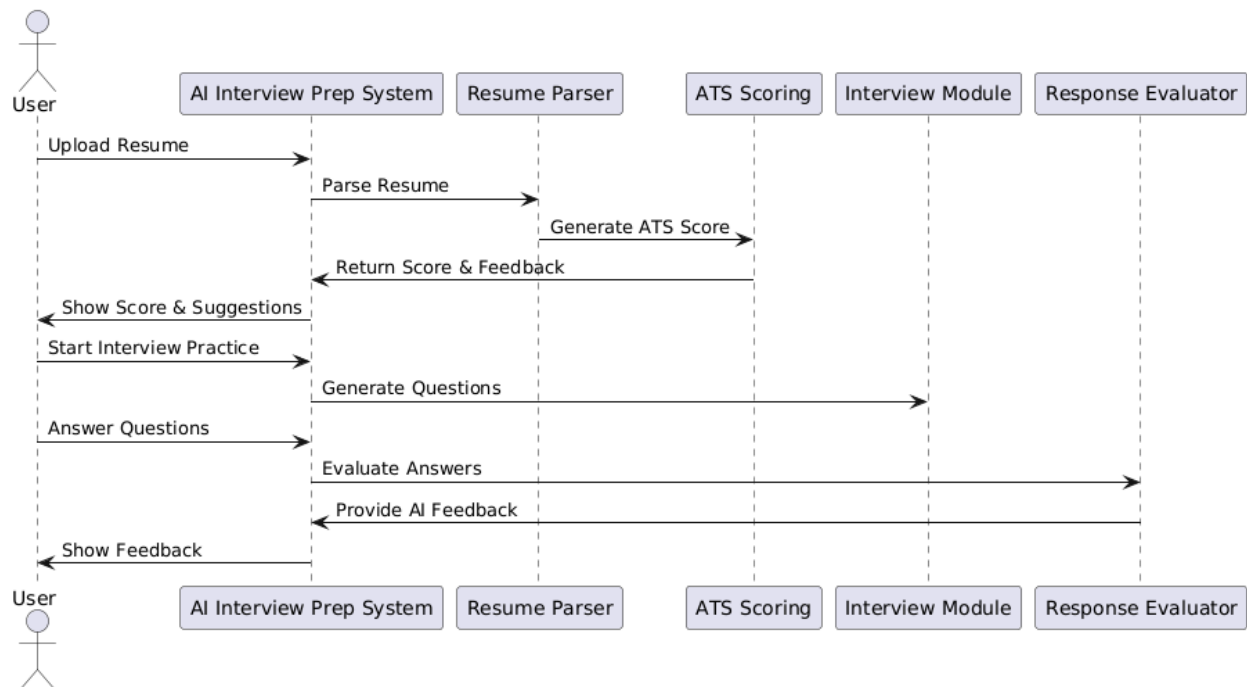 User
AI Interview Prep System
Resume Parser
ATS Scoring
Interview Module
Response Evaluator
Upload Resume
Parse Resume
Generate ATS Score
Return Score & Feedback
Show Score & Suggestions
Start Interview Practice
Generate Questions
Answer Questions
Evaluate Answers
Provide AI Feedback
Show Feedback
User
AI Interview Prep System
Resume Parser
ATS Scoring
Interview Module
Response Evaluator